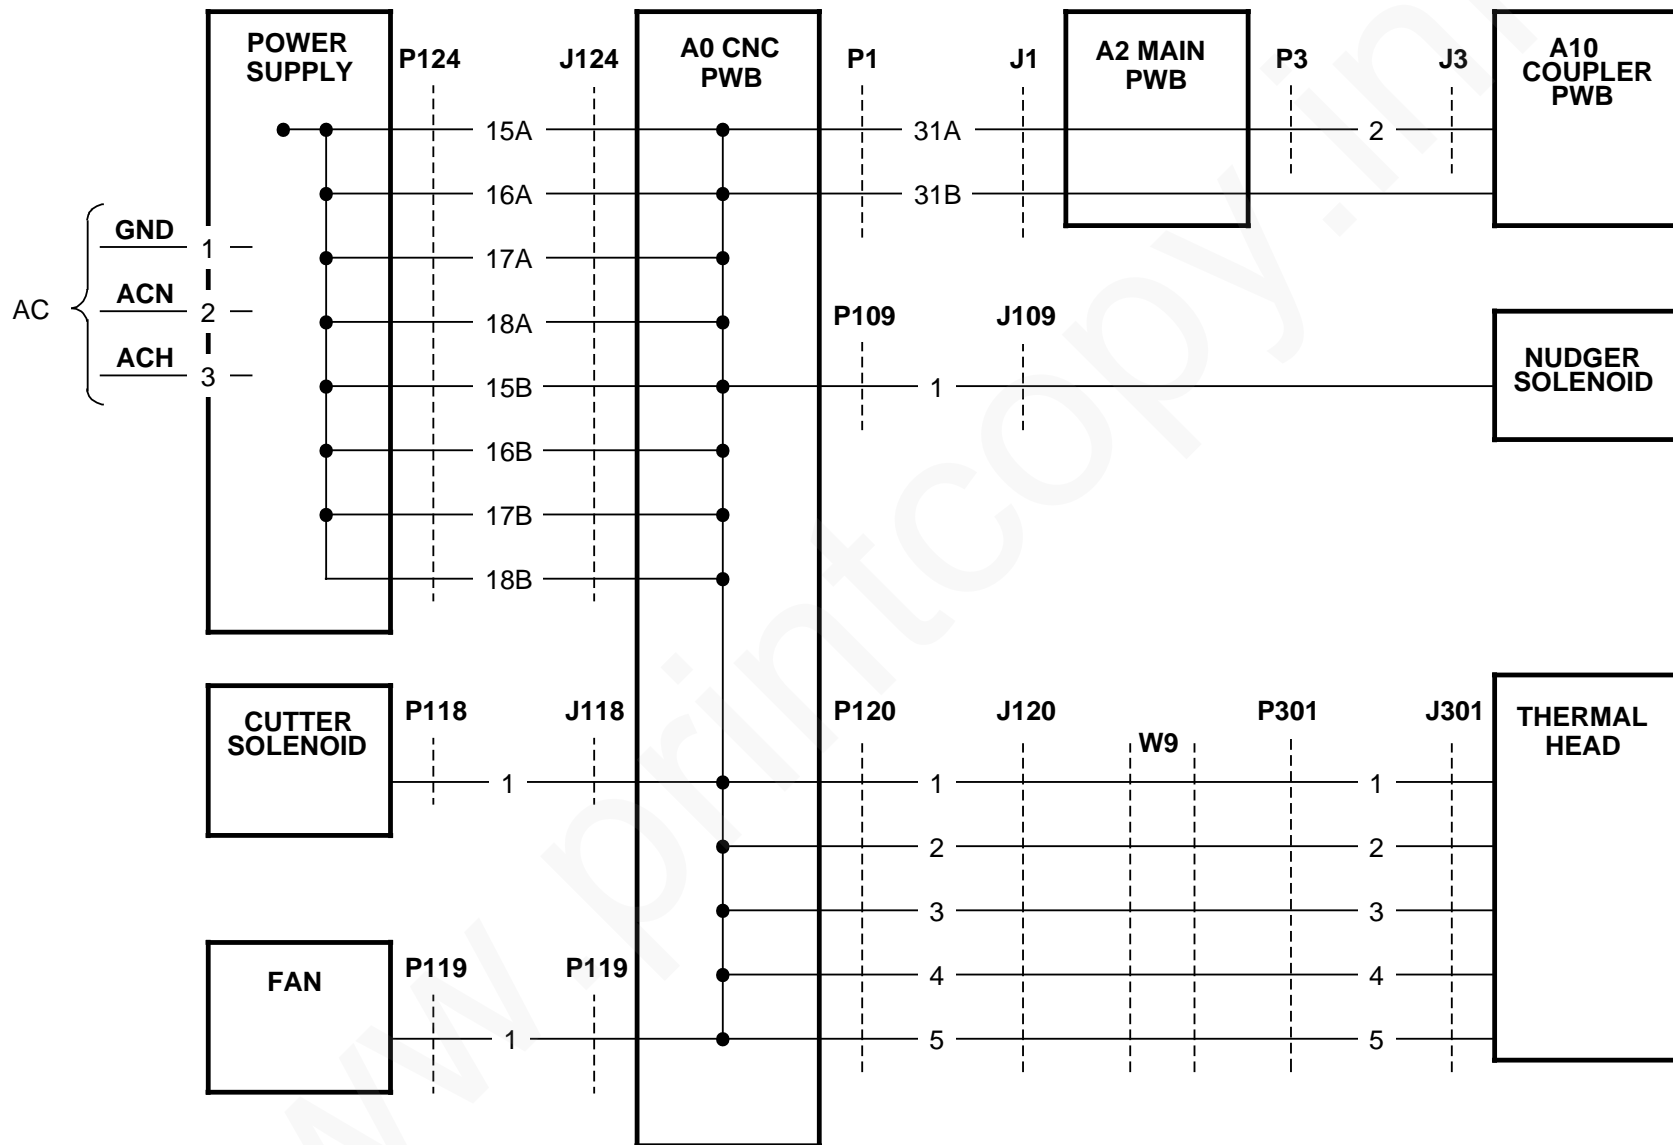 POWER
SUPPLY
P124
J124
A0 CNC
PWB
P1
J1
A2 MAIN
PWB
P3
J3
A10
COUPLER
PWB
15A
31A
2
16A
31B
GND
1
17A
AC
ACN
2
18A
P109
J109
NUDGER
SOLENOID
ACH
3
15B
1
16B
17B
18B
CUTTER
SOLENOID
P118
J118
P120
J120
W9
P301
J301
THERMAL
HEAD
1
1
1
2
2
3
3
FAN
P119
P119
4
4
1
5
5
www.printcopy.in